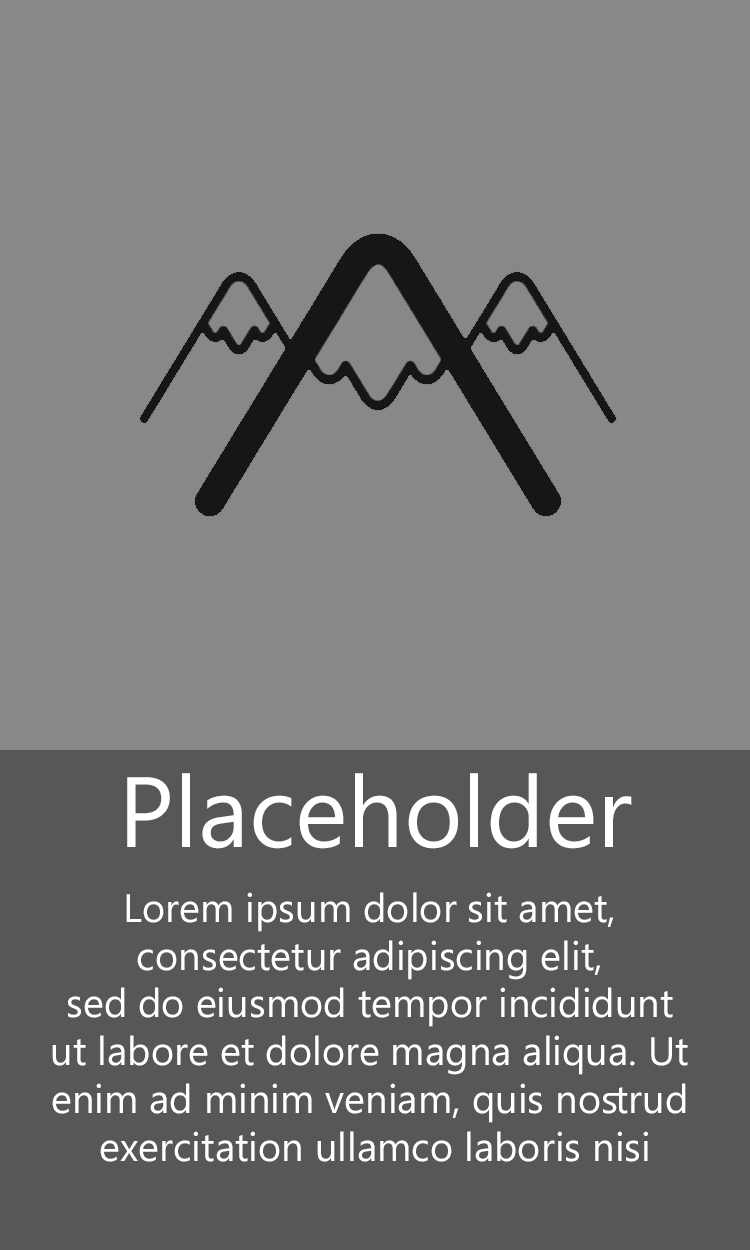 Placeholder
Lorem ipsum dolor sit amet,
consectetur adipiscing elit,
sed do eiusmod tempor incididunt
ut labore et dolore magna aliqua. Ut
enim ad minim veniam, quis nostrud
exercitation ullamco laboris nisi